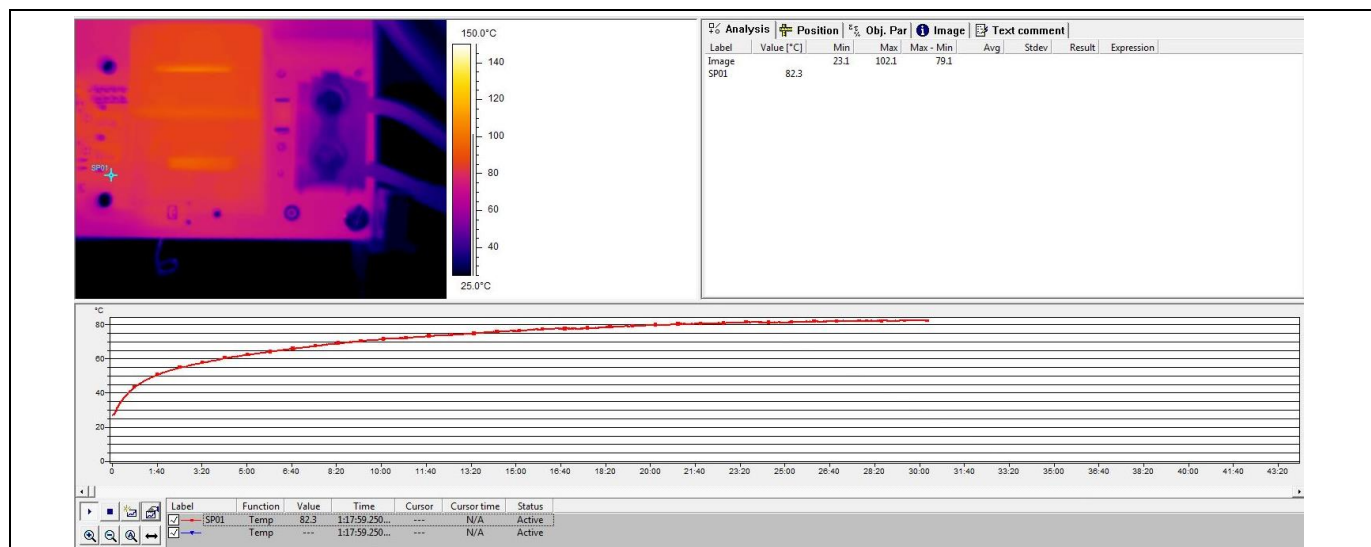 150.0°C
140
120
100
80
60
40
25.0°C
SP01
Analysis Position Obj. Par Image Text comment
Label Value [°C] Min Max Max - Min Avg Stdev Result Expression
Image 23.1 102.1 79.1
SP01 82.3
°C
80
60
40
20
0
0 1:40 3:20 5:00 6:40 8:20 10:00 11:40 13:20 15:00 16:40 18:20 20:00 21:40 23:20 25:00 26:40 28:20 30:00 31:40 33:20 35:00 36:40 38:20 40:00 41:40 43:20
Label Function Value Time Cursor Cursor time Status
SP01 Temp 82.3 1:17:59.250... --- N/A Active
Temp --- 1:17:59.250... --- N/A Active